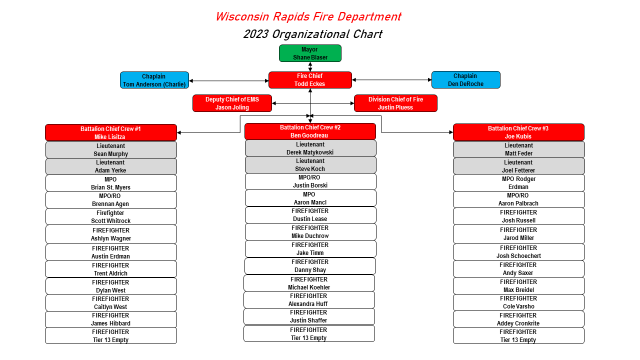 Wisconsin Rapids Fire Department
2023 Organizational Chart
Mayor
Shane Blaser
Chaplain
Tom Anderson (Charlie)
Fire Chief
Todd Eckes
Chaplain
Den DeRoche
Deputy Chief of EMS
Jason Joling
Division Chief of Fire
Justin Pluess
Battalion Chief Crew #1
Mike Lisitza
Lieutenant
Sean Murphy
Lieutenant
Adam Yerke
MPO
Brian St. Myers
MPO/RO
Brennan Agen
Firefighter
Scott Whitrock
FIREFIGHTER
Ashlyn Wagner
FIREFIGHTER
Austin Erdman
FIREFIGHTER
Trent Aldrich
FIREFIGHTER
Dylan West
FIREFIGHTER
Caitlyn West
FIREFIGHTER
James Hibbard
FIREFIGHTER
Tier 13 Empty
Battalion Chief Crew #2
Ben Goodreau
Lieutenant
Derek Matykowski
Lieutenant
Steve Koch
MPO/RO
Justin Borski
MPO
Aaron Mancl
FIREFIGHTER
Dustin Lease
FIREFIGHTER
Mike Duchrow
FIREFIGHTER
Jake Timm
FIREFIGHTER
Danny Shay
FIREFIGHTER
Michael Koehler
FIREFIGHTER
Alexandra Huff
FIREFIGHTER
Justin Shaffer
FIREFIGHTER
Tier 13 Empty
Battalion Chief Crew #3
Joe Kubis
Lieutenant
Matt Feder
Lieutenant
Joel Fetterer
MPO Rodger
Erdman
MPO/RO
Aaron Palbrach
FIREFIGHTER
Josh Russell
FIREFIGHTER
Jarod Miller
FIREFIGHTER
Josh Schoechert
FIREFIGHTER
Andy Saxer
FIREFIGHTER
Max Breidel
FIREFIGHTER
Cole Varsho
FIREFIGHTER
Addey Cronkrite
FIREFIGHTER
Tier 13 Empty